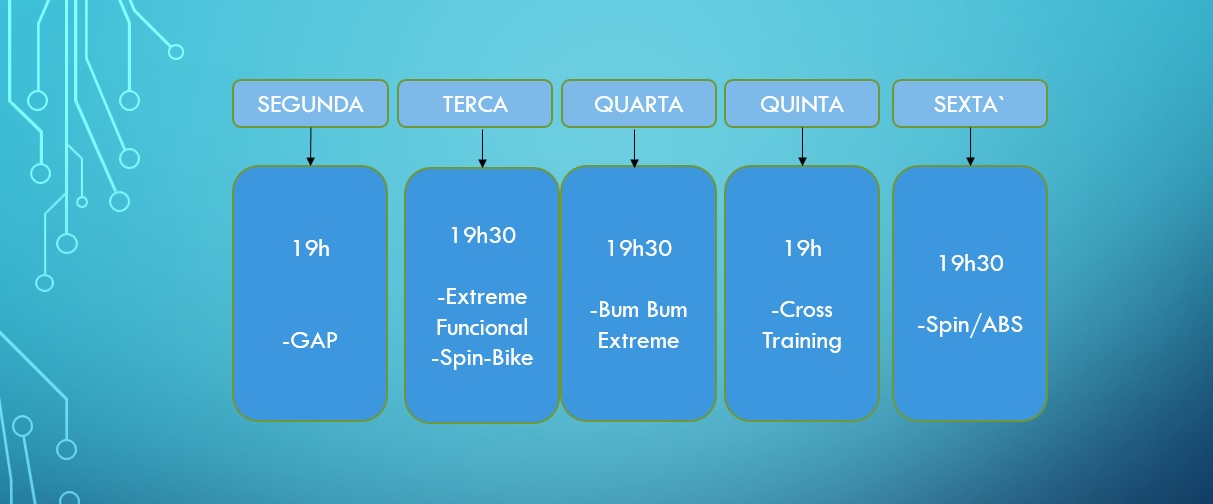 SEGUNDA
TERCA
QUARTA
QUINTA
SEXTA`
19h
-GAP
19h30
-Extreme
Funcional
-Spin-Bike
19h30
-Bum Bum
Extreme
19h
-Cross
Training
19h30
-Spin/ABS